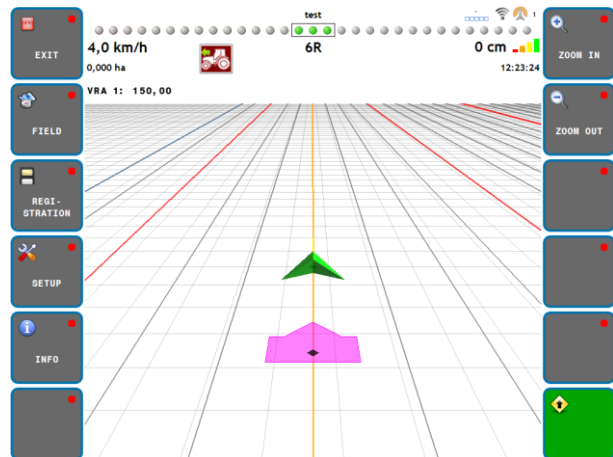 test
1
4,0 km/h
6R
0 cm
0,000 ha
12:23:24
VRA 1: 150,00
EXIT
FIELD
REGI-
STRATION
SETUP
INFO
ZOOM IN
ZOOM OUT